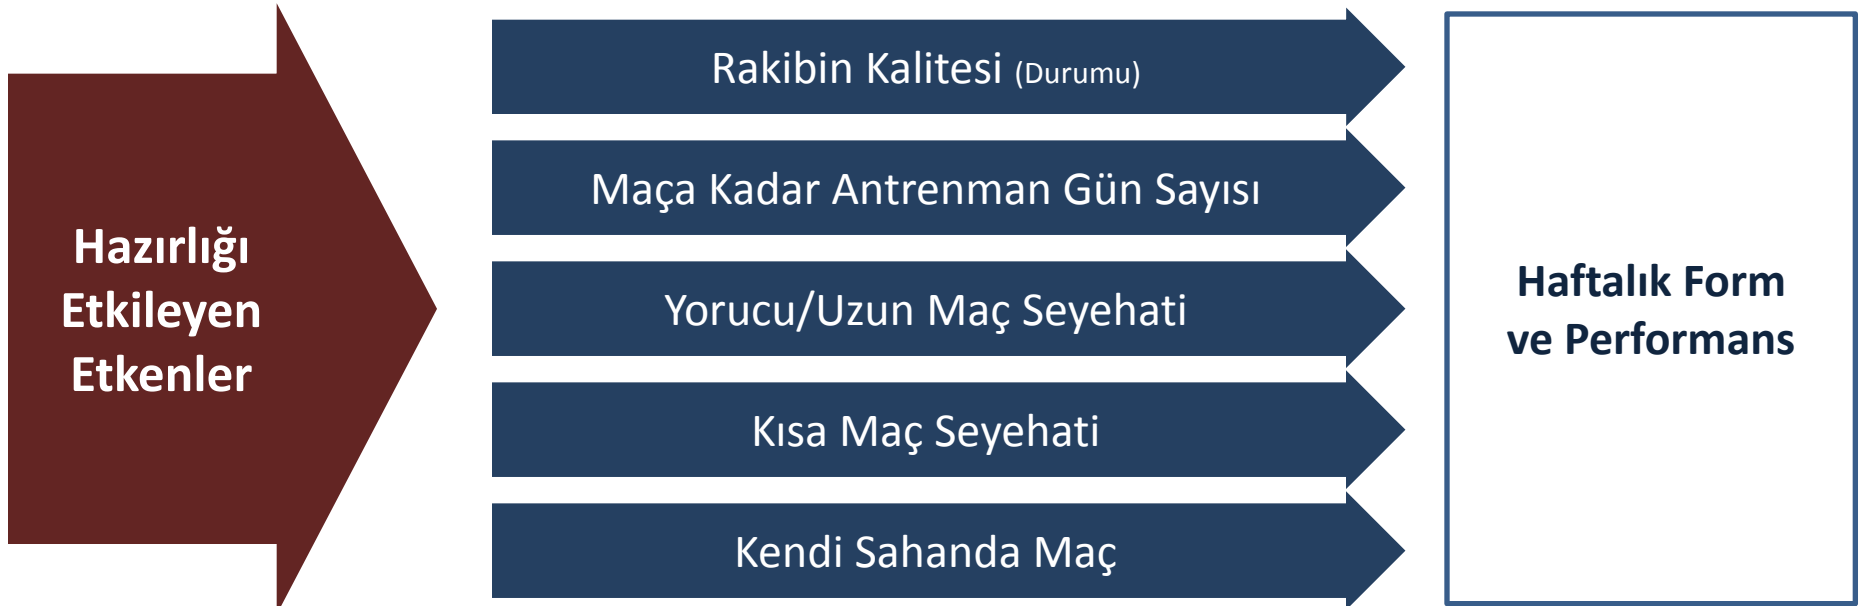 Hazırlığı
Etkileyen
Etkenler
Rakibin Kalitesi (Durumu)
Maça Kadar Antrenman Gün Sayısı
Yorucu/Uzun Maç Seyehati
Kısa Maç Seyehati
Kendi Sahanda Maç
Haftalık Form
ve Performans